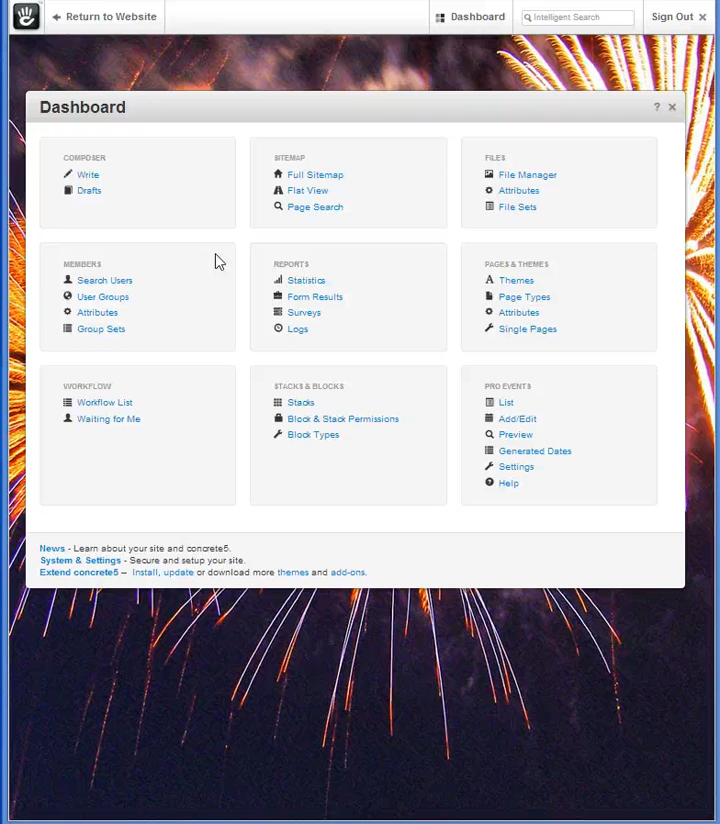 Return to Website
Dashboard
Intelligent Search
Sign Out
Dashboard
?
COMPOSER
Write
Drafts
SITEMAP
Full Sitemap
Flat View
Page Search
FILES
File Manager
Attributes
File Sets
MEMBERS
Search Users
User Groups
Attributes
Group Sets
REPORTS
Statistics
Form Results
Surveys
Logs
PAGES & THEMES
Themes
Page Types
Attributes
Single Pages
WORKFLOW
Workflow List
Waiting for Me
STACKS & BLOCKS
Stacks
Block & Stack Permissions
Block Types
PRO EVENTS
List
Add/Edit
Preview
Generated Dates
Settings
Help
News - Learn about your site and concrete5.
System & Settings - Secure and setup your site.
Extend concrete5 – Install, update or download more themes and add-ons.